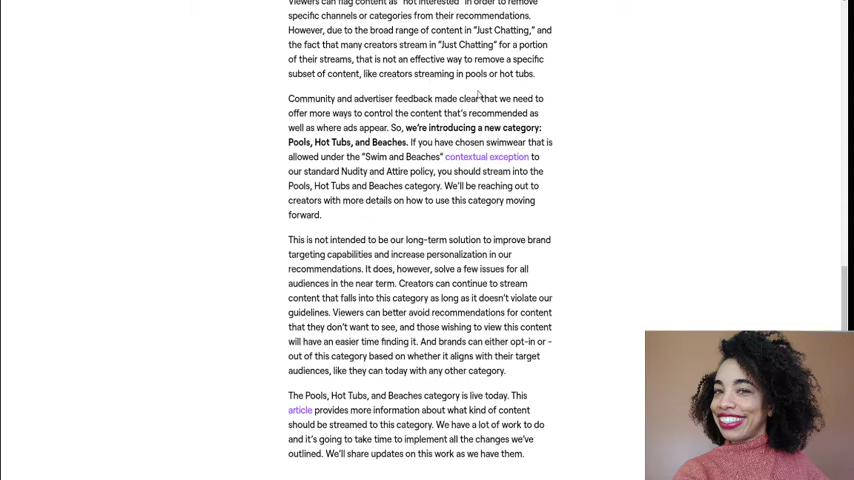 Viewers can flag content as "not interested" in order to remove
specific channels or categories from their recommendations.
However, due to the broad range of content in "Just Chatting," and
the fact that many creators stream in "Just Chatting" for a portion
of their streams, that is not an effective way to remove a specific
subset of content, like creators streaming in pools or hot tubs.
Community and advertiser feedback made clear that we need to
offer more ways to control the content that's recommended as
well as where ads appear. So, we're introducing a new category:
Pools, Hot Tubs, and Beaches. If you have chosen swimwear that is
allowed under the "Swim and Beaches" contextual exception to
our standard Nudity and Attire policy, you should stream into the
Pools, Hot Tubs and Beaches category. We'll be reaching out to
creators with more details on how to use this category moving
forward.
This is not intended to be our long-term solution to improve brand
targeting capabilities and increase personalization in our
recommendations. It does, however, solve a few issues for all
audiences in the near term. Creators can continue to stream
content that falls into this category as long as it doesn't violate our
guidelines. Viewers can better avoid recommendations for content
that they don't want to see, and those wishing to view this content
will have an easier time finding it. And brands can either opt-in or -
out of this category based on whether it aligns with their target
audiences, like they can today with any other category.
The Pools, Hot Tubs, and Beaches category is live today. This
article provides more information about what kind of content
should be streamed to this category. We have a lot of work to do
and it's going to take time to implement all the changes we've
outlined. We'll share updates on this work as we have them.